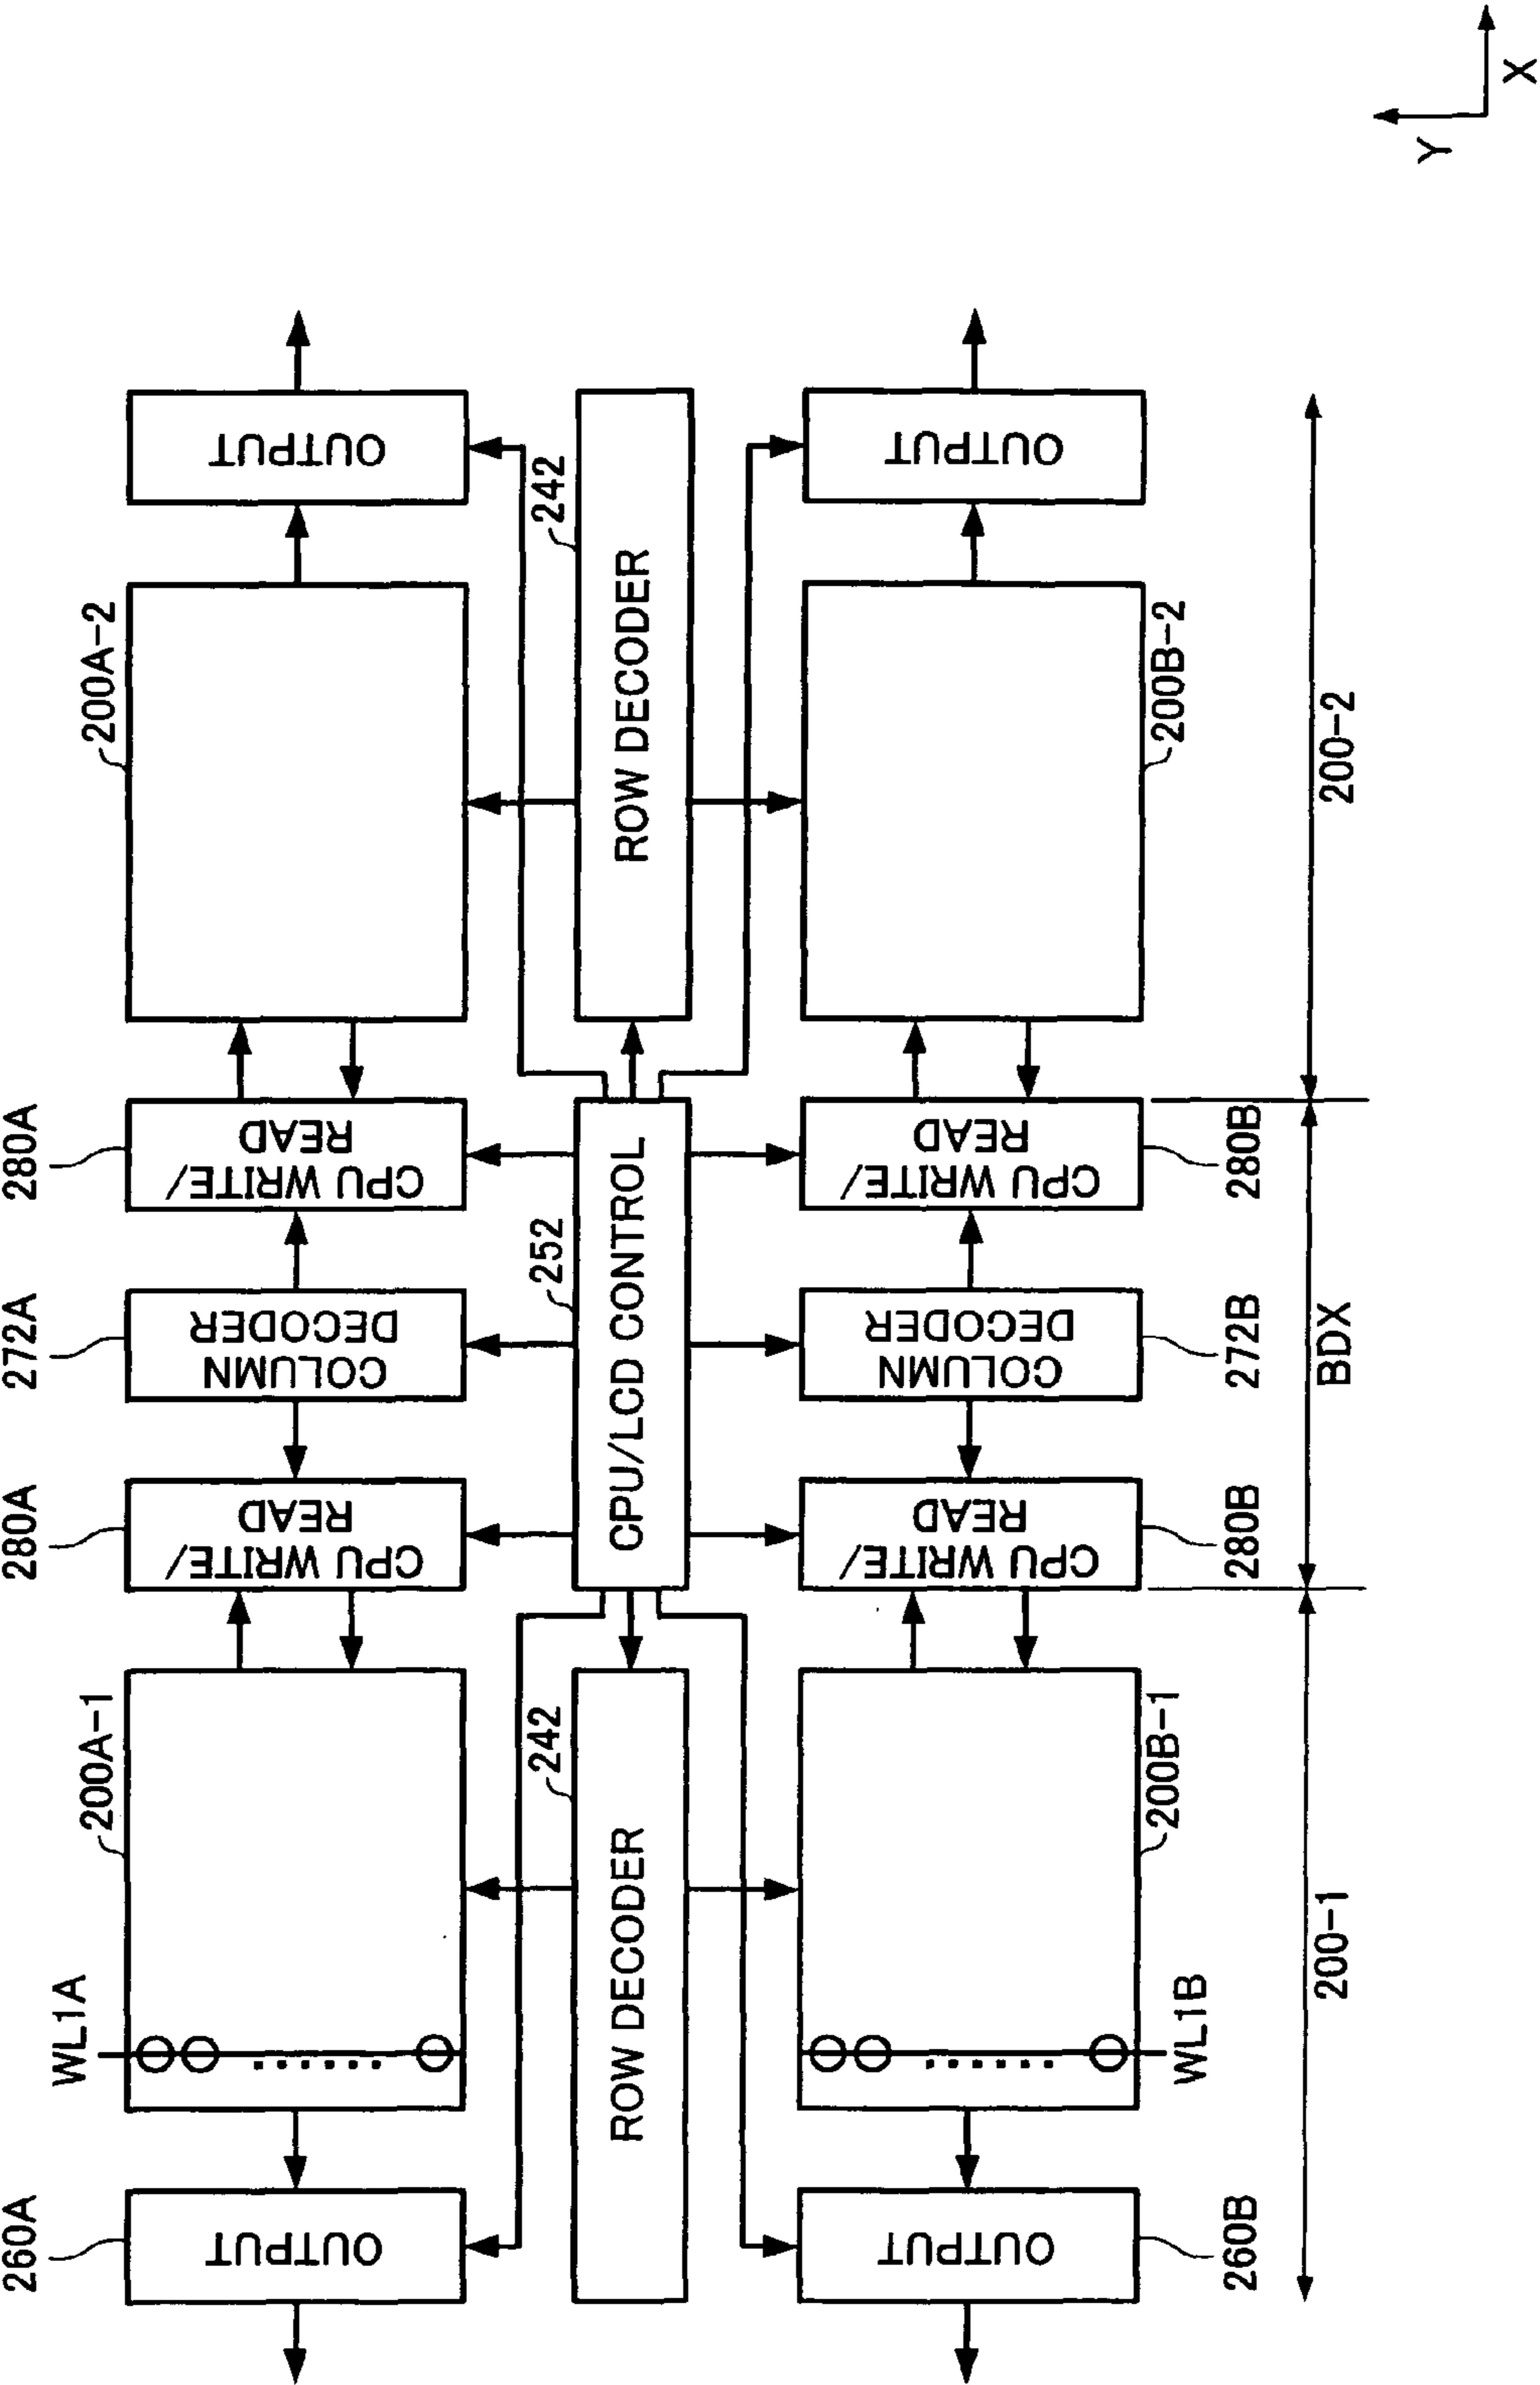 260A
WL1A
200A-1
280A
272A
280A
200A-2
OUTPUT
CPU WRITE/
READ
COLUMN
DECODER
CPU WRITE/
READ
OUTPUT
242
252
242
ROW DECODER
CPU/LCD CONTROL
ROW DECODER
OUTPUT
CPU WRITE/
READ
COLUMN
DECODER
CPU WRITE/
READ
OUTPUT
260B
WL1B
200B-1
280B
272B
280B
200B-2
200-1
BDX
200-2
Y
X